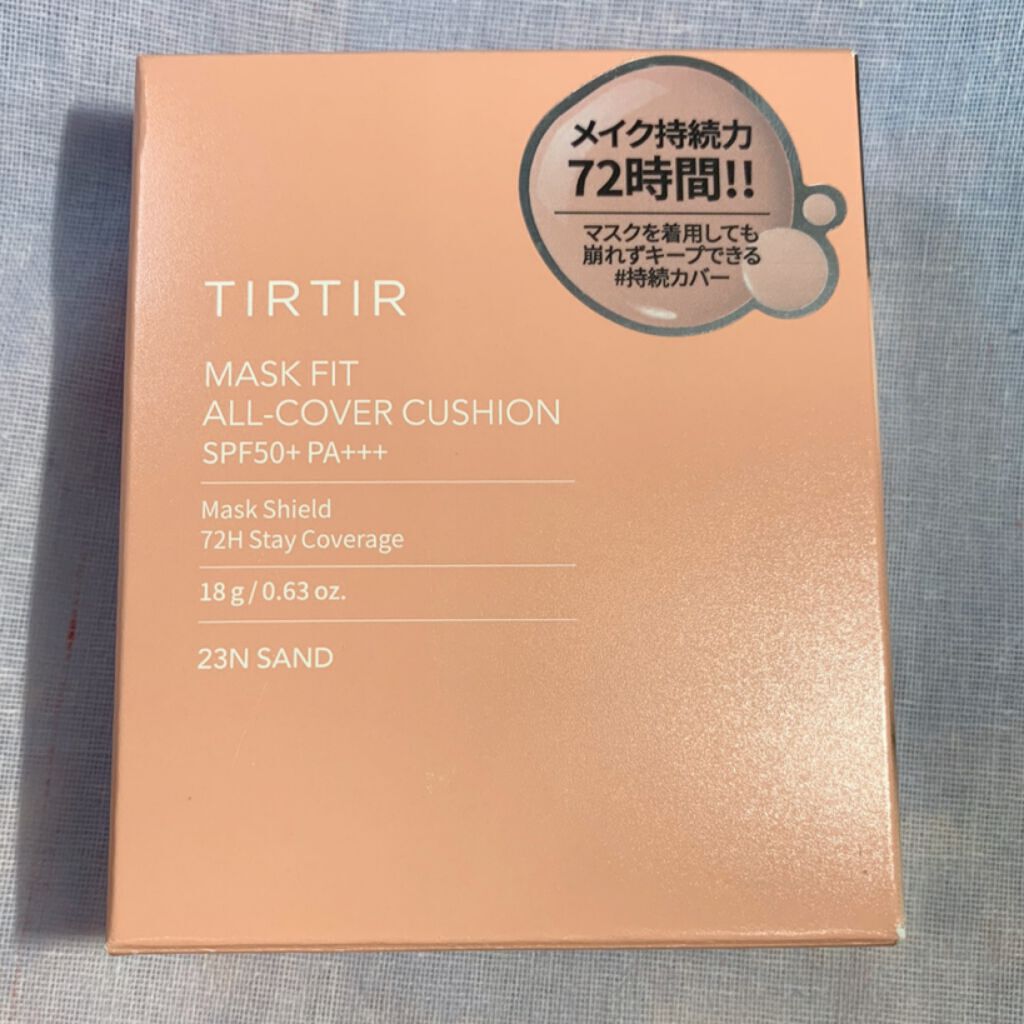 メイク持続力
72時間!!
マスクを着用しても
崩れずキープできる
#持続カバー
TIRTIR
MASK FIT
ALL-COVER CUSHION
SPF50+ PA+++
Mask Shield
72H Stay Coverage
18 g / 0.63 oz.
23N SAND